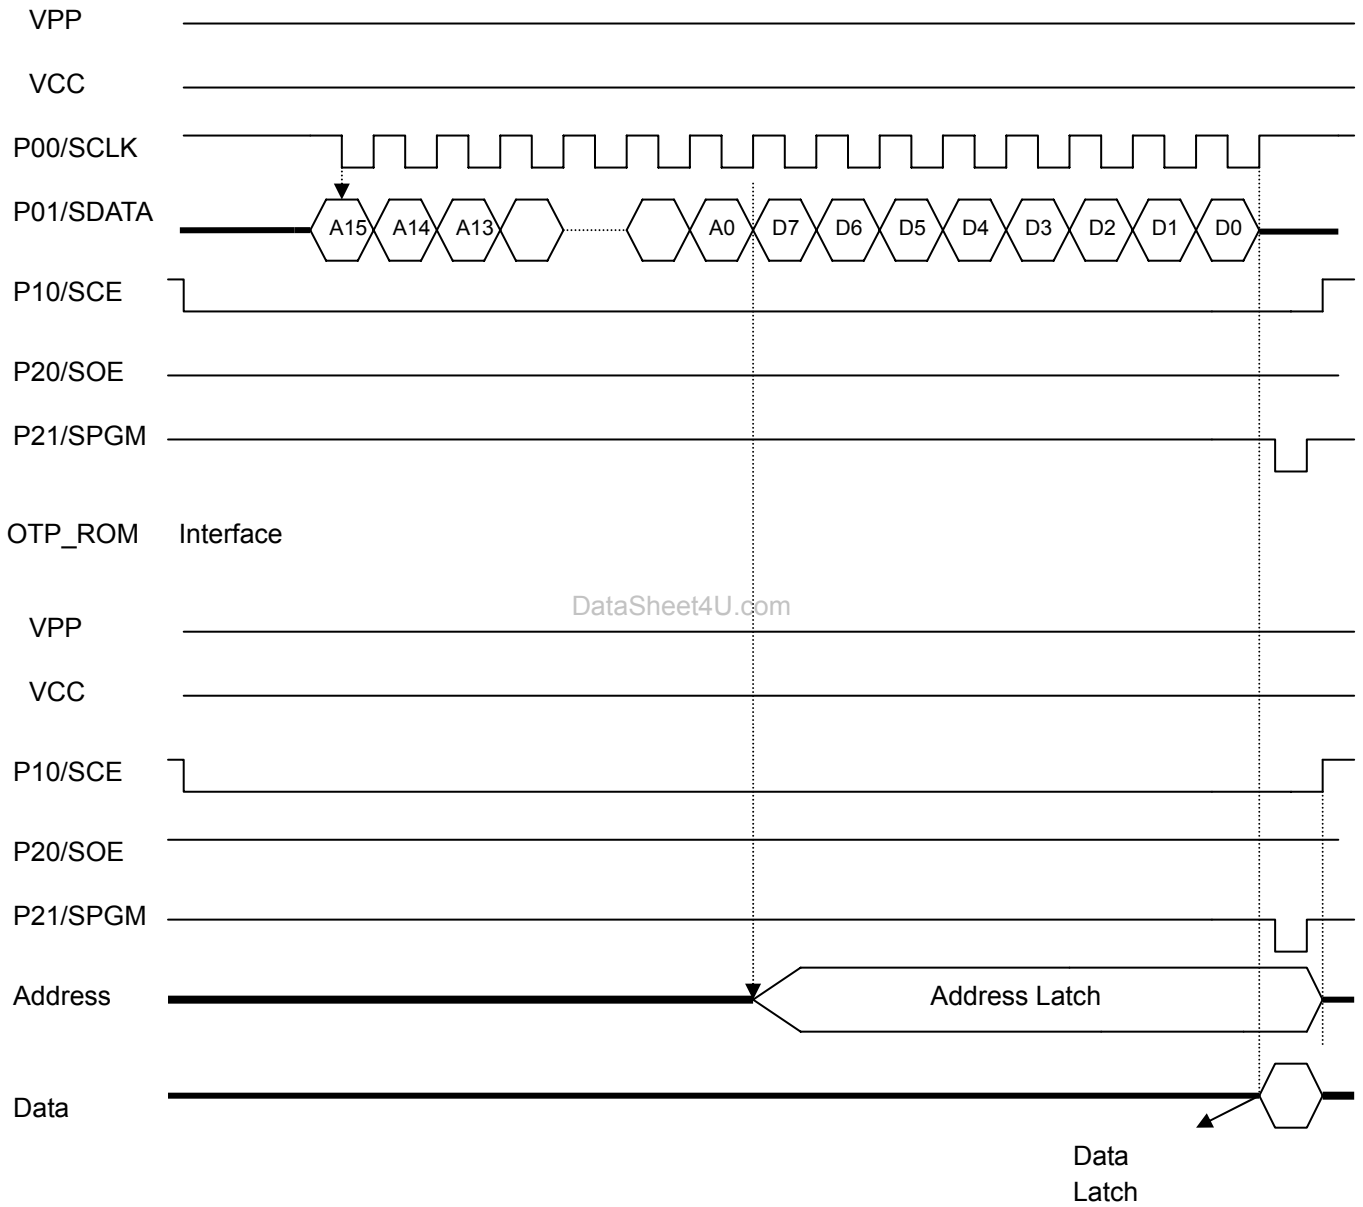 VPP
VCC
P00/SCLK
P01/SDATA
A15 A14 A13 A0 D7 D6 D5 D4 D3 D2 D1 D0
P10/SCE
P20/SOE
P21/SPGM
OTP_ROM Interface
DataSheet4U.com
VPP
VCC
P10/SCE
P20/SOE
P21/SPGM
Address
Address Latch
Data
Data
Latch